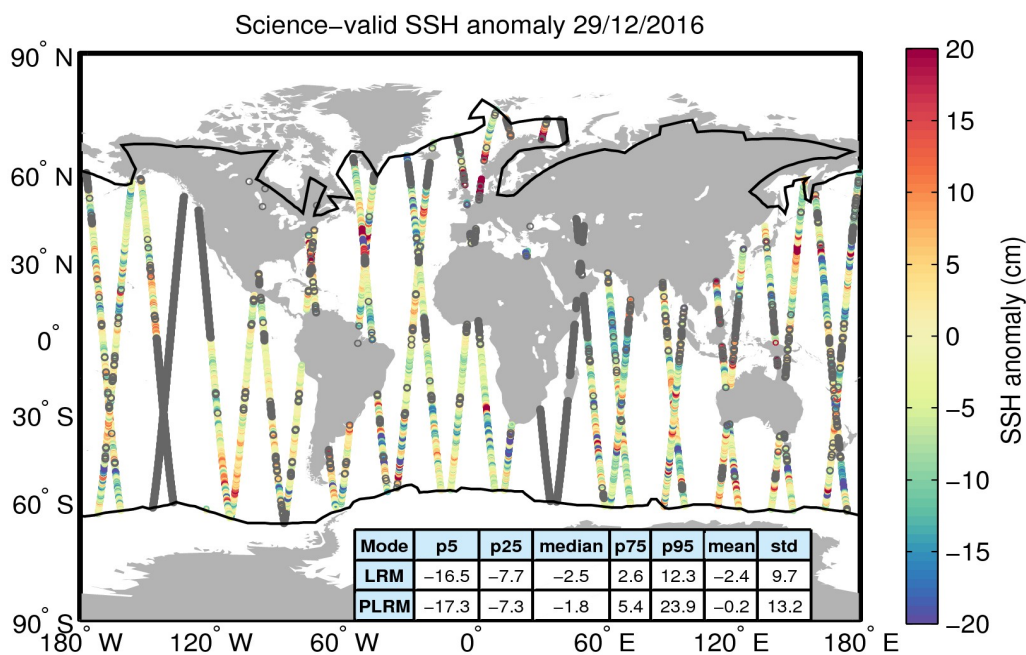 Science−valid SSH anomaly 29/12/2016
90° N
60° N
30° N
0°
30° S
60° S
90° S
180° W
120° W
60° W
0°
60° E
120° E
180° E
Mode p5 p25 median p75 p95 mean std
LRM −16.5 −7.7 −2.5 2.6 12.3 −2.4 9.7
PLRM −17.3 −7.3 −1.8 5.4 23.9 −0.2 13.2
20
15
10
5
0
−5
−10
−15
−20
SSH anomaly (cm)